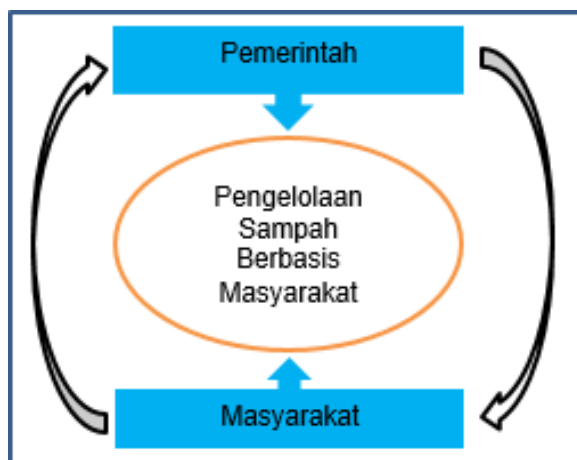 Pemerintah
Pengelolaan
Sampah
Berbasis
Masyarakat
Masyarakat